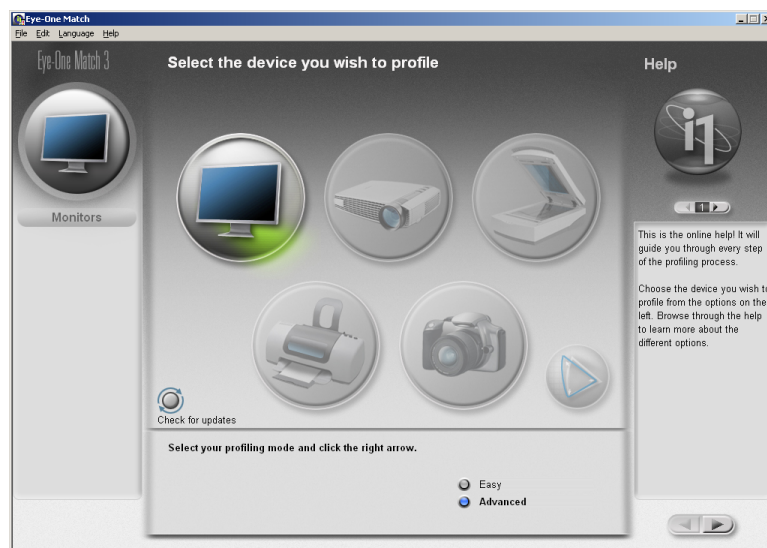 Eye-One Match
File Edit Language Help
Eye-One Match 3
Select the device you wish to profile
Help
i1
Monitors
1
This is the online help! It will
guide you through every step
of the profiling process.
Choose the device you wish to
profile from the options on the
left. Browse through the help
to learn more about the
different options.
Check for updates
Select your profiling mode and click the right arrow.
Easy
Advanced